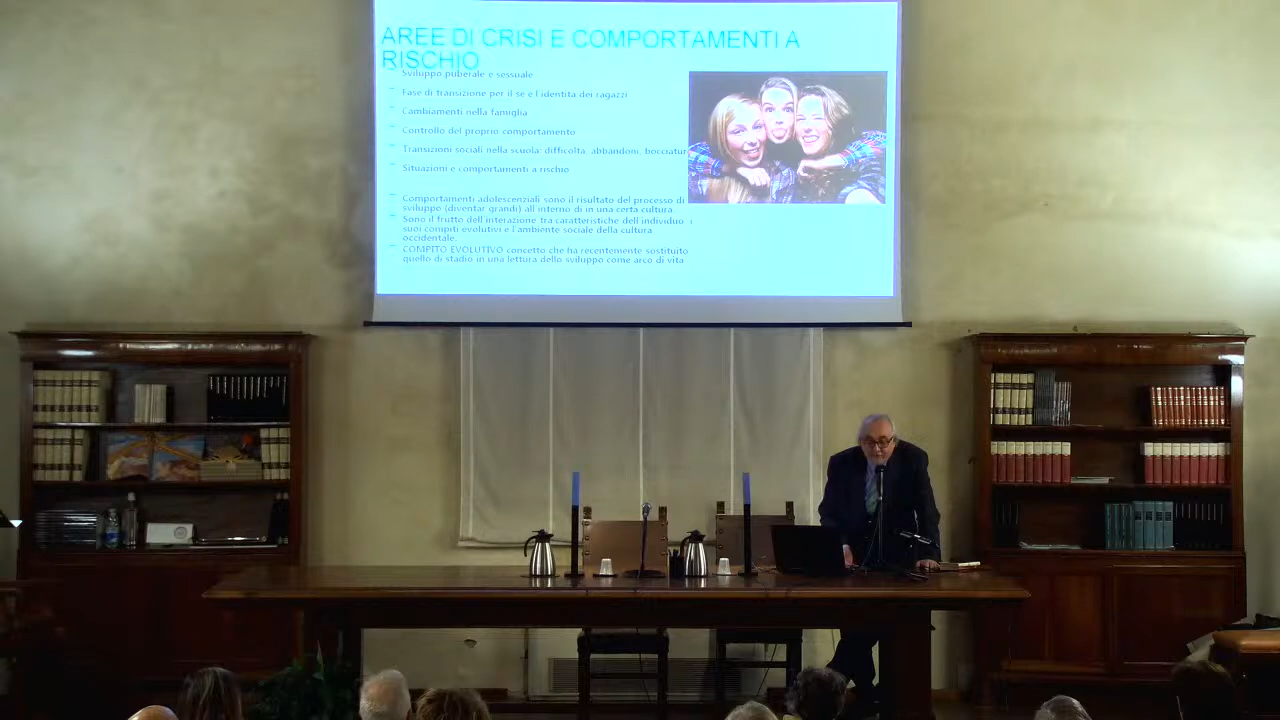 AREE DI CRISI E COMPORTAMENTI A
RISCHIO
Sviluppo puberale e sessuale
Fase di transizione per il sé e l'identità dei ragazzi
Cambiamenti nella famiglia
Controllo del proprio comportamento
Transizioni sociali nella scuola: difficoltà, abbandoni, bocciatur
Situazioni e comportamenti a rischio
Comportamenti adolescenziali sono il risultato del processo di
sviluppo (diventar grandi) all'interno di in una certa cultura
Sono il frutto dell'interazione tra caratteristiche dell'individuo i
suoi compiti evolutivi e l'ambiente sociale della cultura
occidentale.
COMPITO EVOLUTIVO concetto che ha recentemente sostituito
quello di stadio in una lettura dello sviluppo come arco di vita